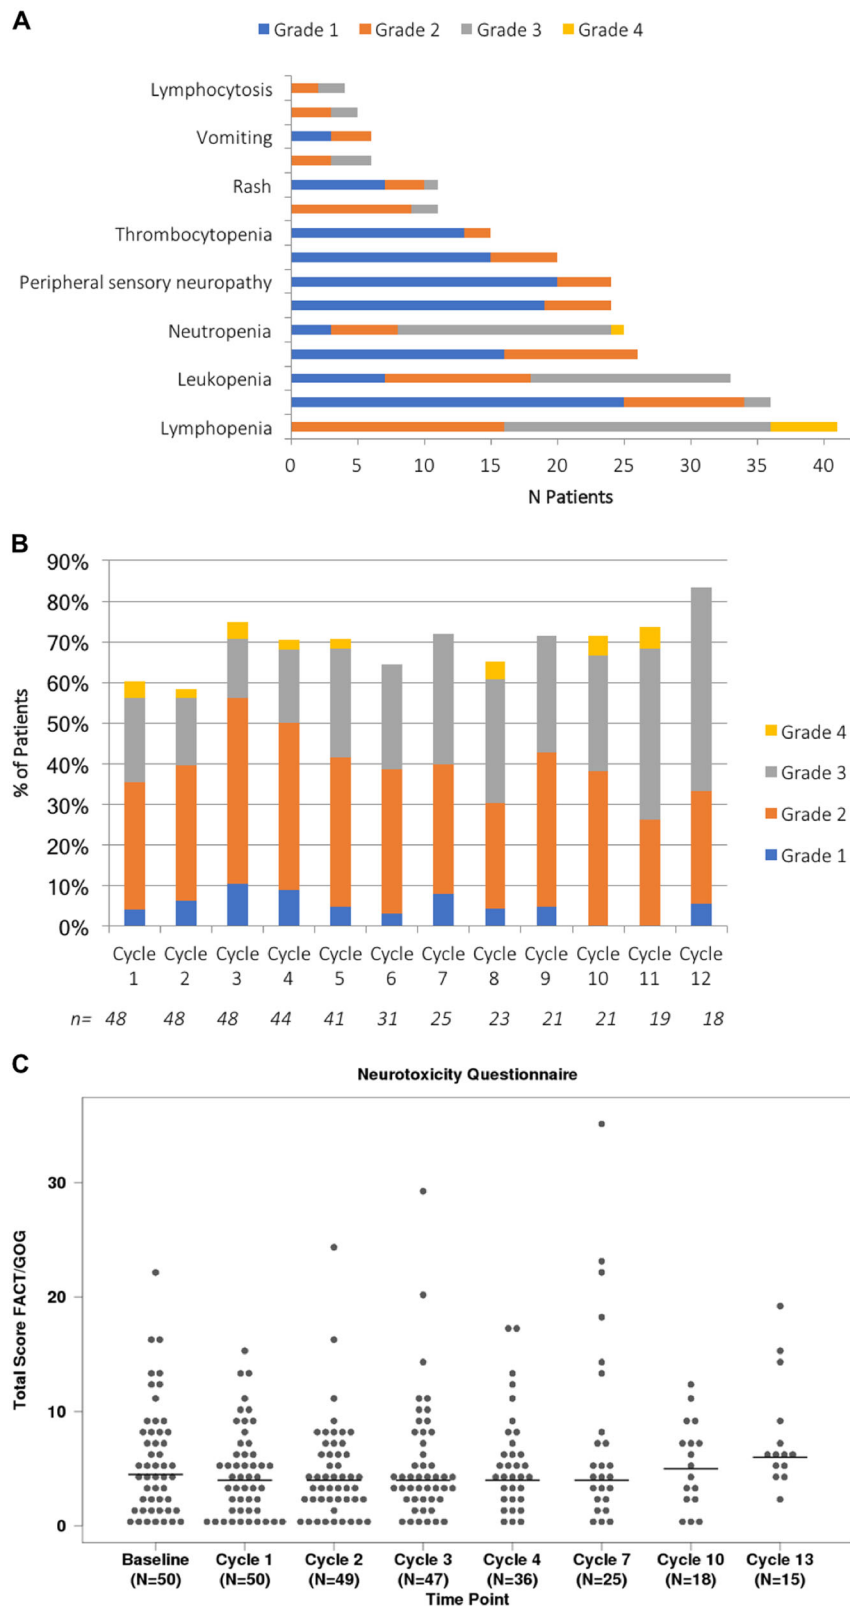 A
Grade 1 Grade 2 Grade 3 Grade 4
Lymphocytosis
Vomiting
Rash
Thrombocytopenia
Peripheral sensory neuropathy
Neutropenia
Leukopenia
Lymphopenia
0 5 10 15 20 25 30 35 40
N Patients
B
90%
80%
70%
60%
50%
40%
30%
20%
10%
0%
% of Patients
Grade 4
Grade 3
Grade 2
Grade 1
Cycle Cycle Cycle Cycle Cycle Cycle Cycle Cycle Cycle Cycle Cycle Cycle
1 2 3 4 5 6 7 8 9 10 11 12
n= 48 48 48 44 41 31 25 23 21 21 19 18
C
Neurotoxicity Questionnaire
Total Score FACT/GOG
30
20
10
0
Baseline Cycle 1 Cycle 2 Cycle 3 Cycle 4 Cycle 7 Cycle 10 Cycle 13
(N=50) (N=50) (N=49) (N=47) (N=36) (N=25) (N=18) (N=15)
Time Point